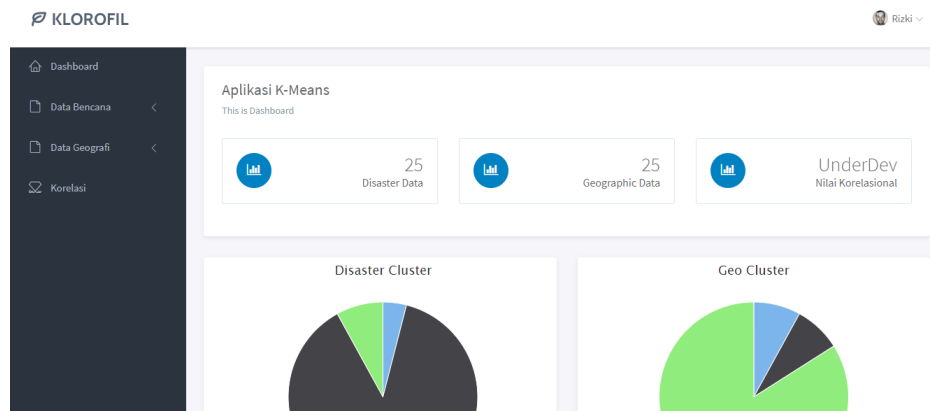 KLOROFIL
Rizki
Dashboard
Data Bencana
Data Geografi
Korelasi
Aplikasi K-Means
This is Dashboard
25
Disaster Data
25
Geographic Data
UnderDev
Nilai Korelasional
Disaster Cluster
Geo Cluster